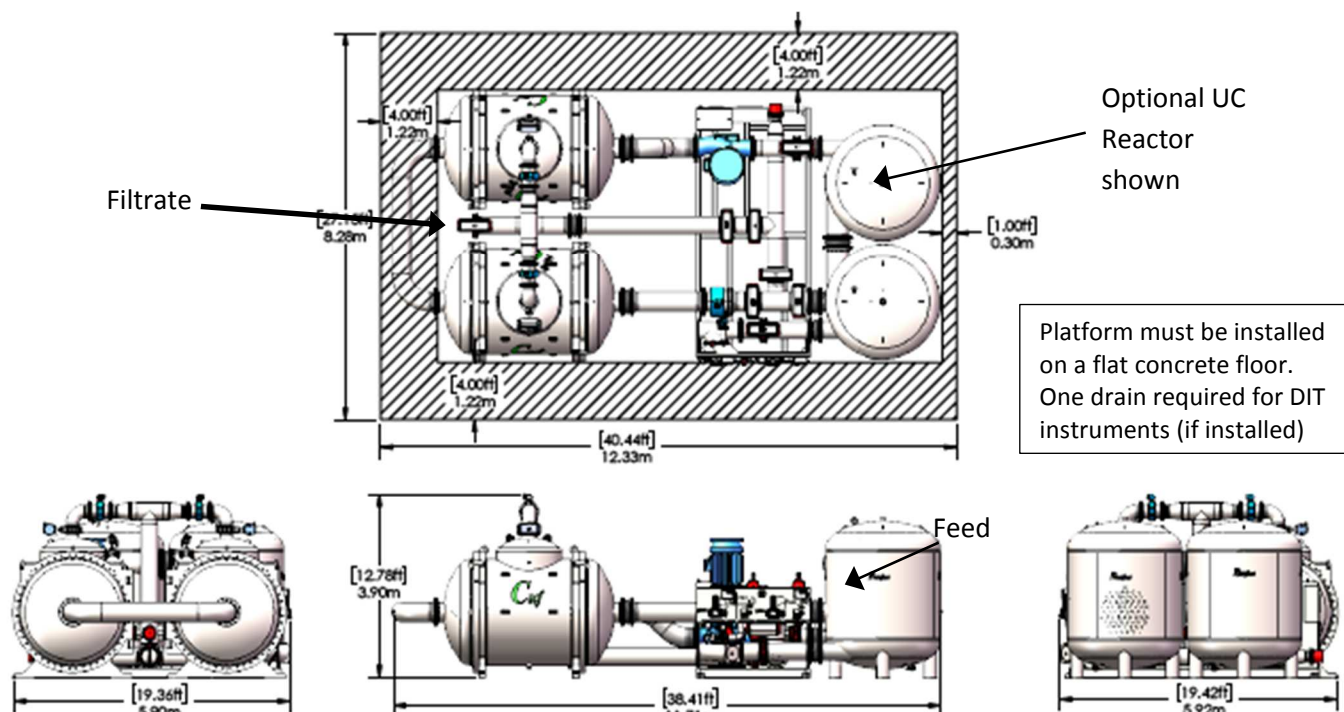 [4.00ft]
1.22m
[4.00ft]
1.22m
Optional UC
Reactor
shown
Filtrate
8.28m
[1.00ft]
0.30m
[4.00ft]
1.22m
[40.44ft]
12.33m
Platform must be installed
on a flat concrete floor.
One drain required for DIT
instruments (if installed)
Feed
[12.78ft]
3.90m
[19.36ft]
[38.41ft]
[19.42ft]